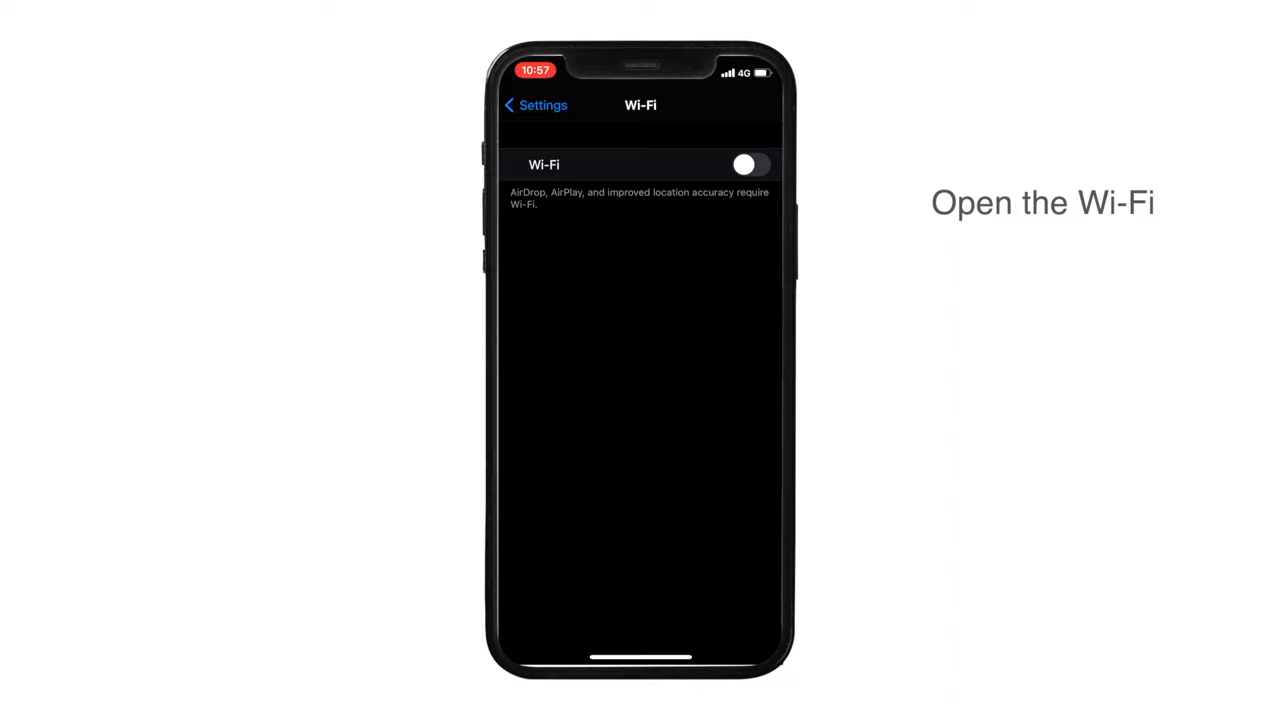 10:57
4G
Settings
Wi-Fi
Wi-Fi
AirDrop, AirPlay, and improved location accuracy require
Wi-Fi.
Open the Wi-Fi